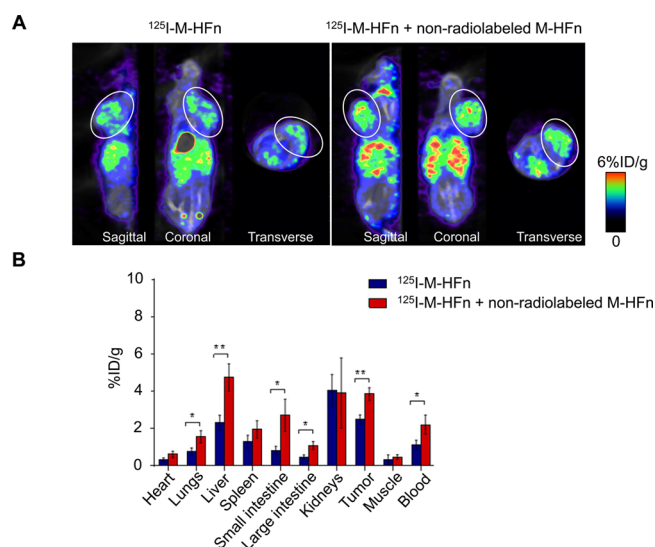 A
¹²⁵I-M-HFn
¹²⁵I-M-HFn + non-radiolabeled M-HFn
Sagittal Coronal Transverse
Sagittal Coronal Transverse
6%ID/g
0
B
¹²⁵I-M-HFn
¹²⁵I-M-HFn + non-radiolabeled M-HFn
%ID/g
10
8
6
4
2
0
*
**
*
*
**
*
Heart
Lungs
Liver
Spleen
Small intestine
Large intestine
Kidneys
Tumor
Muscle
Blood